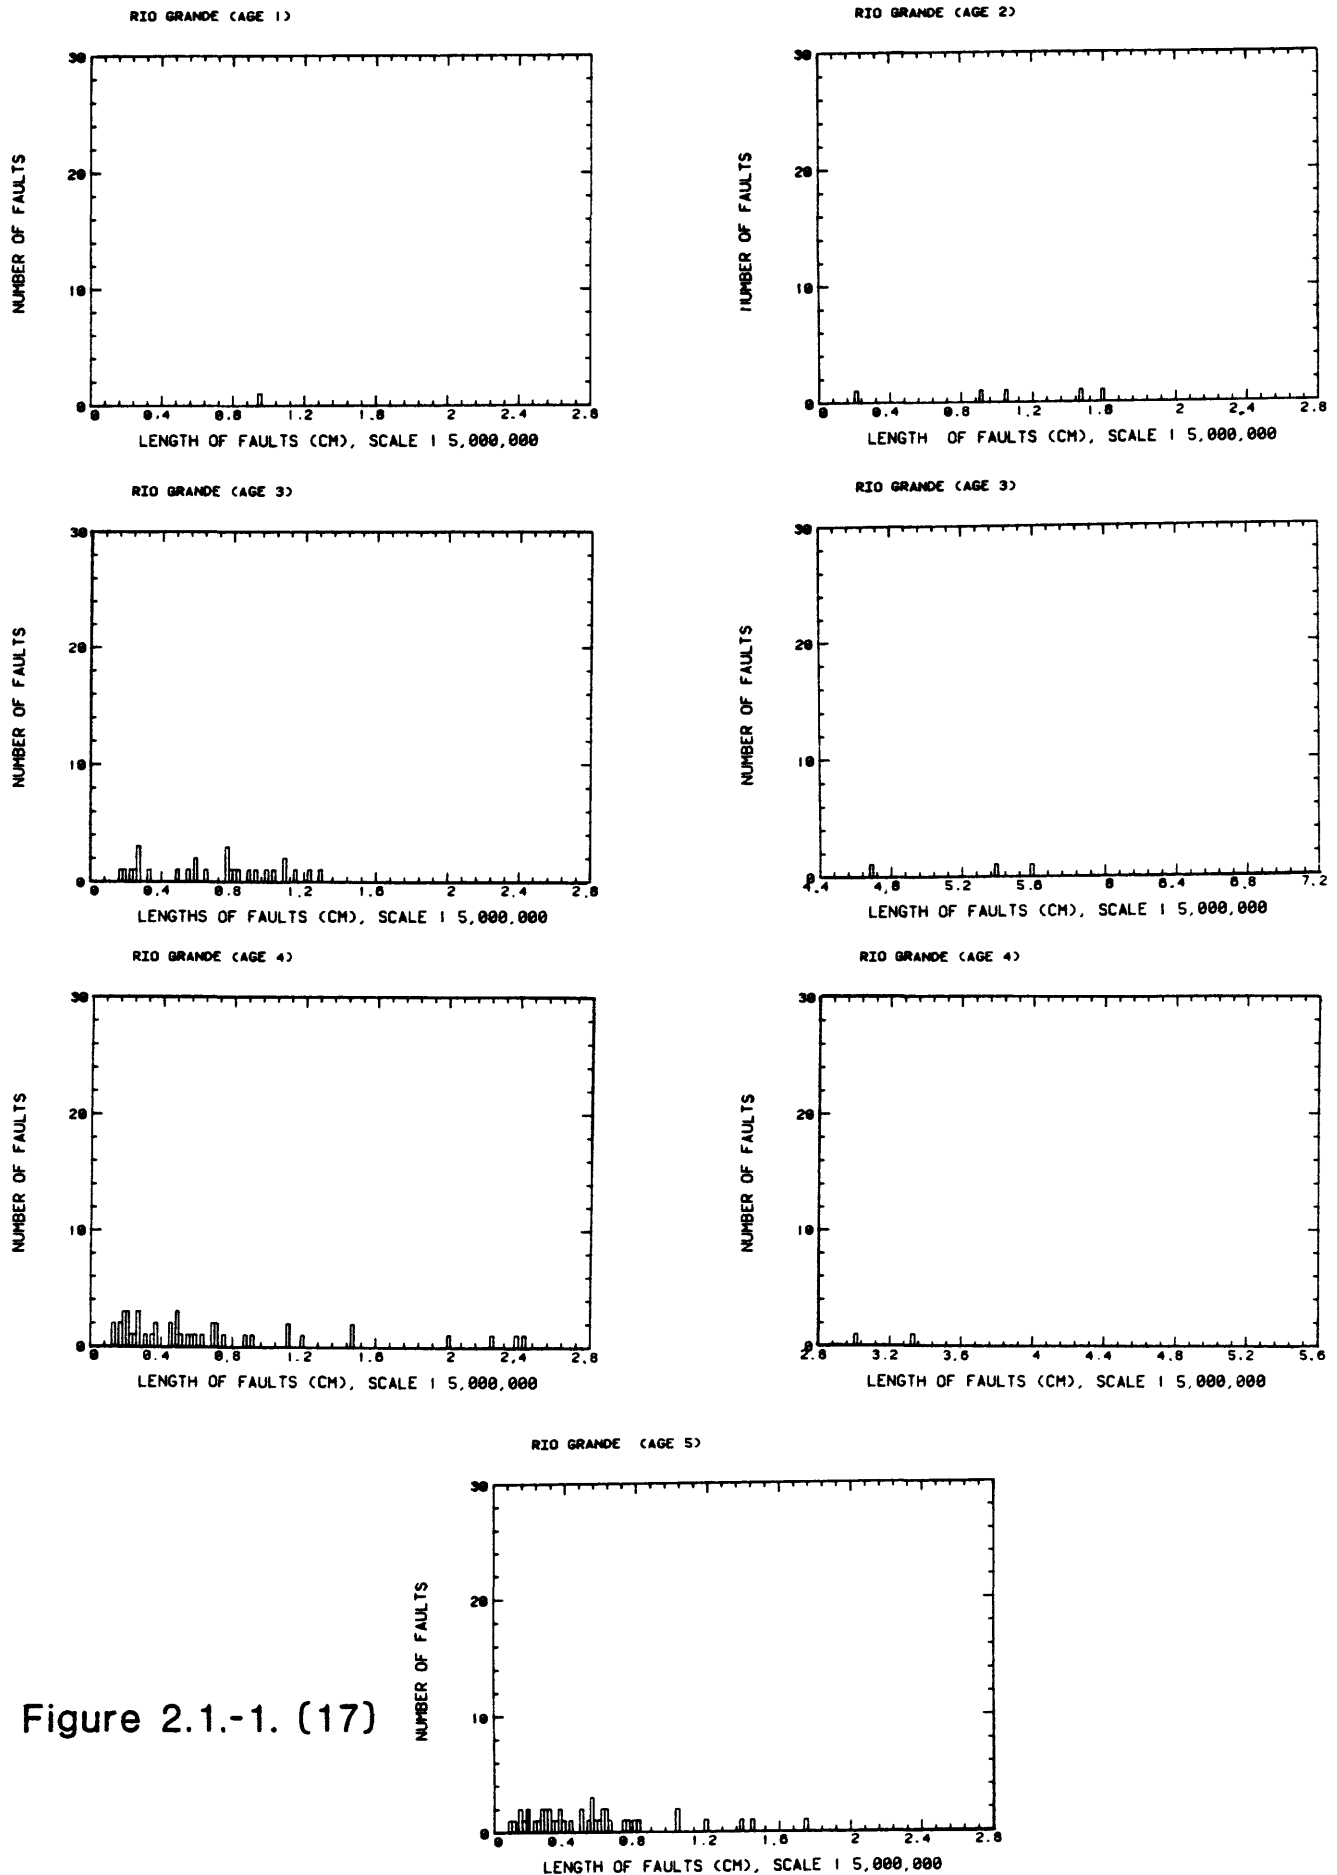 RIO GRANDE (AGE 1)
30
20
10
0
0 0.4 0.8 1.2 1.6 2 2.4 2.8
NUMBER OF FAULTS
LENGTH OF FAULTS (CM), SCALE 1 5,000,000
RIO GRANDE (AGE 2)
30
20
10
0
0 0.4 0.8 1.2 1.6 2 2.4 2.8
NUMBER OF FAULTS
LENGTH OF FAULTS (CM), SCALE 1 5,000,000
RIO GRANDE (AGE 3)
30
20
10
0
0 0.4 0.8 1.2 1.6 2 2.4 2.8
NUMBER OF FAULTS
LENGTHS OF FAULTS (CM), SCALE 1 5,000,000
RIO GRANDE (AGE 3)
30
20
10
0
4.4 4.8 5.2 5.6 6 6.4 6.8 7.2
NUMBER OF FAULTS
LENGTH OF FAULTS (CM), SCALE 1 5,000,000
RIO GRANDE (AGE 4)
30
20
10
0
0 0.4 0.8 1.2 1.6 2 2.4 2.8
NUMBER OF FAULTS
LENGTH OF FAULTS (CM), SCALE 1 5,000,000
RIO GRANDE (AGE 4)
30
20
10
0
2.8 3.2 3.6 4 4.4 4.8 5.2 5.6
NUMBER OF FAULTS
LENGTH OF FAULTS (CM), SCALE 1 5,000,000
RIO GRANDE (AGE 5)
30
20
10
0
0 0.4 0.8 1.2 1.6 2 2.4 2.8
NUMBER OF FAULTS
LENGTH OF FAULTS (CM), SCALE 1 5,000,000
Figure 2.1.-1. (17)